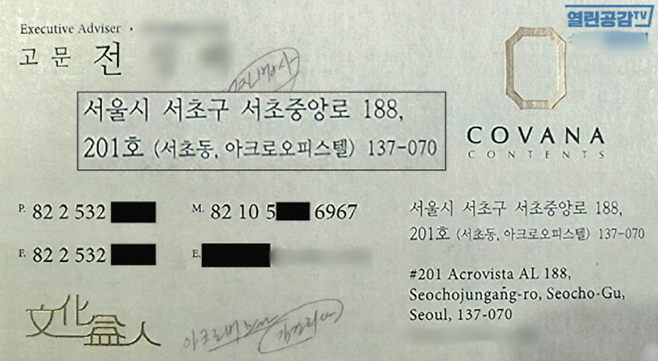 Executive Adviser ·
고문 전
열린공감TV
서울시 서초구 서초중앙로 188,
201호 (서초동, 아크로오피스텔) 137-070
COVANA
CONTENTS
P. 82 2 532
M. 82 10 5 6967
F. 82 2 532
E.
서울시 서초구 서초중앙로 188,
201호 (서초동, 아크로오피스텔) 137-070
#201 Acrovista AL 188,
Seochojungang-ro, Seocho-Gu,
Seoul, 137-070
文化益人